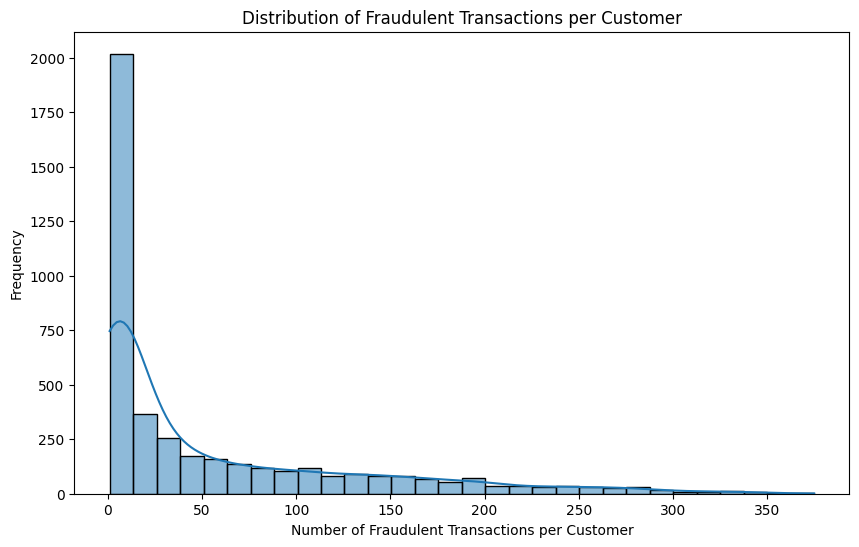 Distribution of Fraudulent Transactions per Customer
2000
1750
1500
1250
1000
750
500
250
0
Frequency
0 50 100 150 200 250 300 350
Number of Fraudulent Transactions per Customer